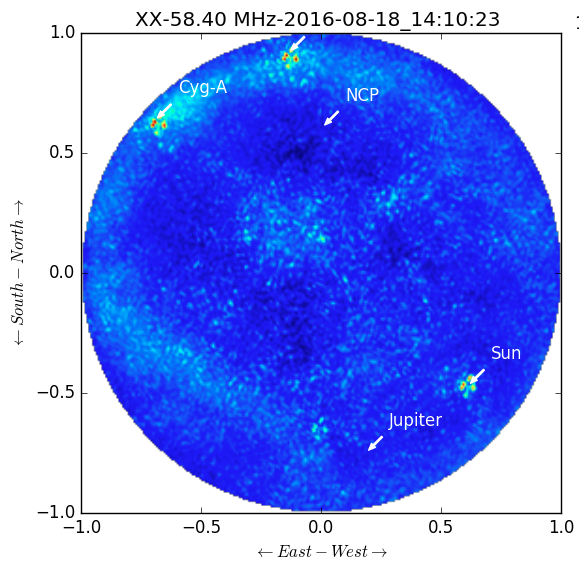 XX-58.40 MHz-2016-08-18_14:10:23
1
1.0
Cyg-A
NCP
0.5
←South−North→
0.0
Sun
−0.5
Jupiter
−1.0
−1.0 −0.5 0.0 0.5 1.0
←East−West→